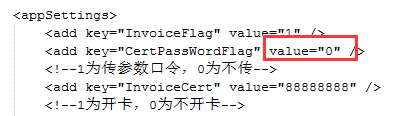 <appSettings>
<add key="InvoiceFlag" value="1" />
<add key="CertPassWordFlag" value="0" />
<!--1为传参数口令，0为不传-->
<add key="InvoiceCert" value="88888888" />
<!--1为开卡，0为不开卡-->